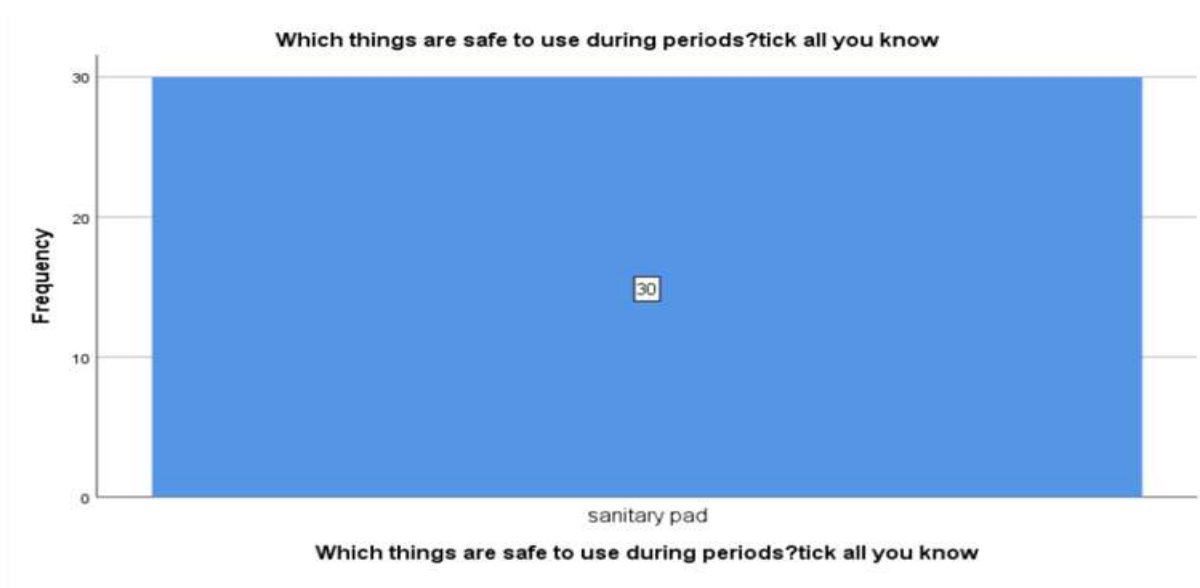 Which things are safe to use during periods?tick all you know
Frequency
30
20
10
0
30
sanitary pad
Which things are safe to use during periods?tick all you know